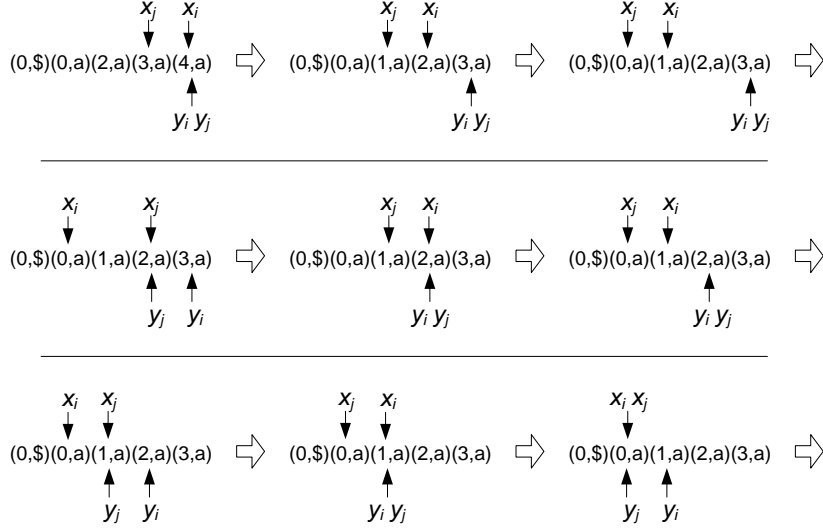 xj xi xj xi xj xi
(0,$)(0,a)(2,a)(3,a)(4,a) (0,$)(0,a)(1,a)(2,a)(3,a) (0,$)(0,a)(1,a)(2,a)(3,a)
yi yj yi yj yi yj
xi xj xj xi xj xi
(0,$)(0,a)(1,a)(2,a)(3,a) (0,$)(0,a)(1,a)(2,a)(3,a) (0,$)(0,a)(1,a)(2,a)(3,a)
yj yi yi yj yi yj
xi xj xj xi xi xj
(0,$)(0,a)(1,a)(2,a)(3,a) (0,$)(0,a)(1,a)(2,a)(3,a) (0,$)(0,a)(1,a)(2,a)(3,a)
yj yi yi yj yj yi